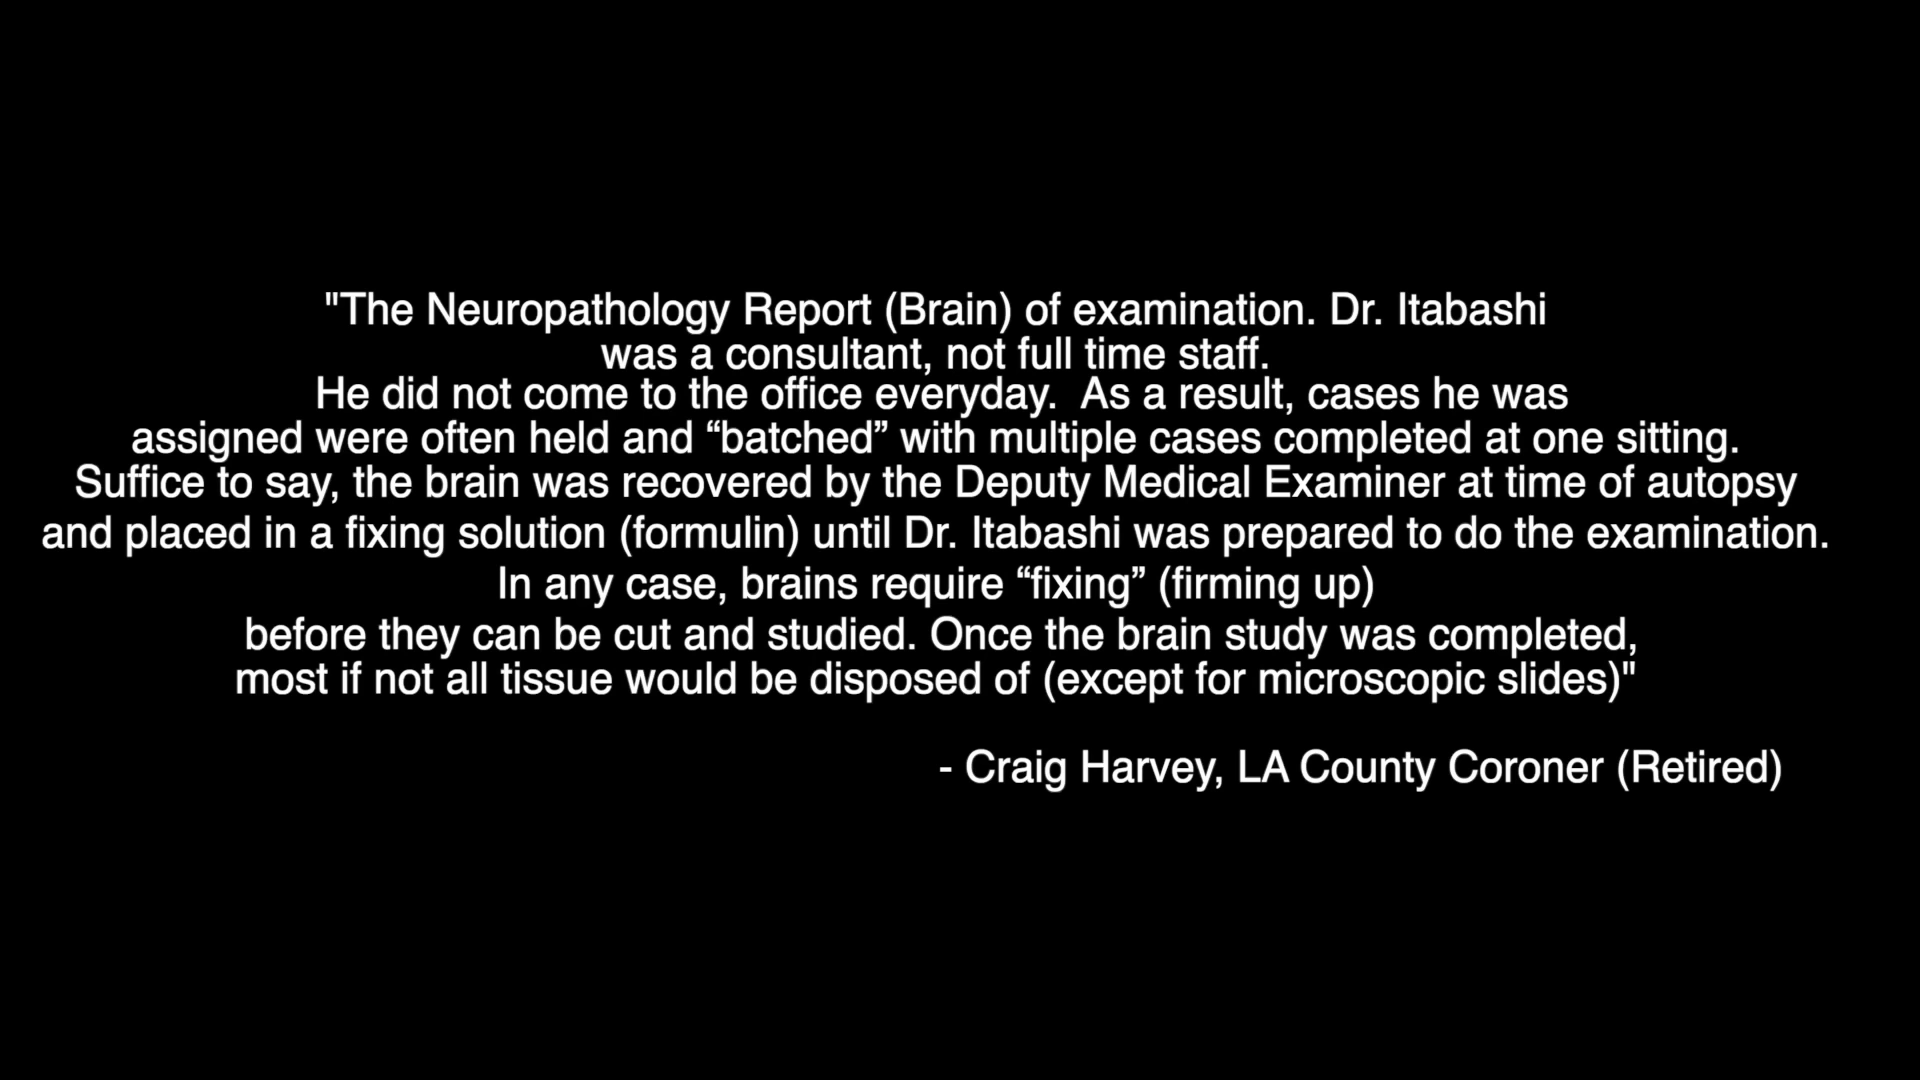 "The Neuropathology Report (Brain) of examination. Dr. Itabashi
was a consultant, not full time staff.
He did not come to the office everyday.  As a result, cases he was
assigned were often held and “batched” with multiple cases completed at one sitting.
Suffice to say, the brain was recovered by the Deputy Medical Examiner at time of autopsy
and placed in a fixing solution (formulin) until Dr. Itabashi was prepared to do the examination.
In any case, brains require “fixing” (firming up)
before they can be cut and studied. Once the brain study was completed,
most if not all tissue would be disposed of (except for microscopic slides)"
- Craig Harvey, LA County Coroner (Retired)